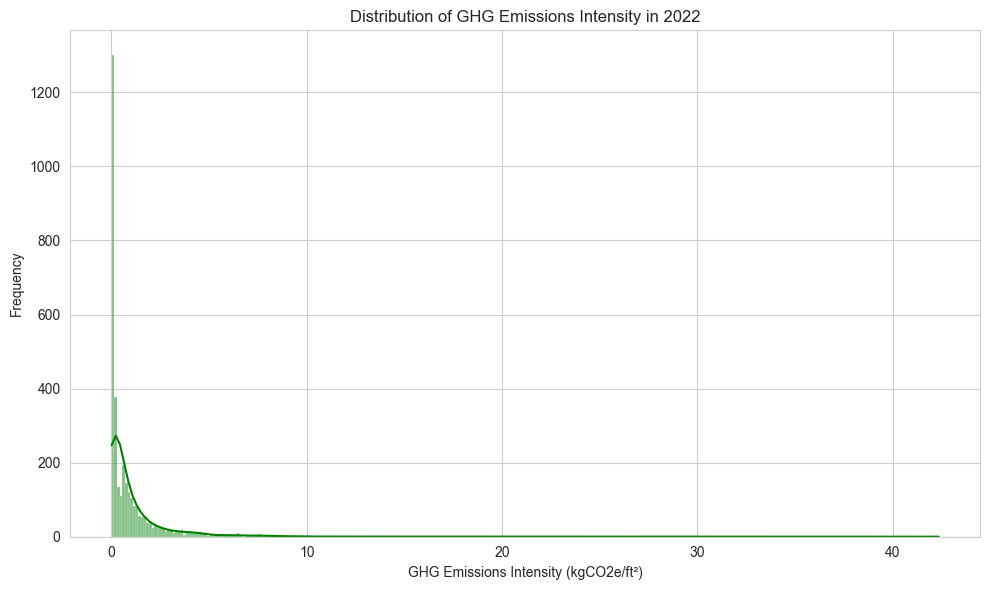 Distribution of GHG Emissions Intensity in 2022
Frequency
1200
1000
800
600
400
200
0
0 10 20 30 40
GHG Emissions Intensity (kgCO2e/ft²)